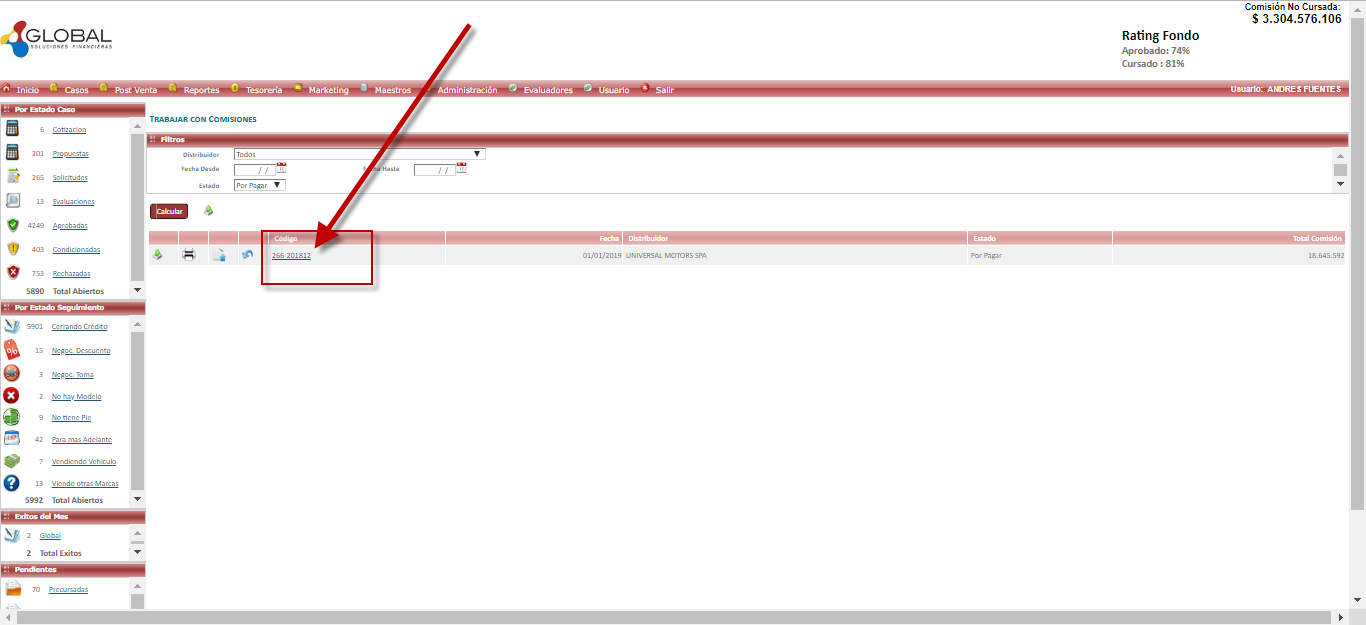 Comisión No Cursada:
$ 3.304.576.106
GLOBAL
SOLUCIONES FINANCIERAS
Rating Fondo
Aprobado: 74%
Cursado : 81%
Inicio Casos Post Venta Reportes Tesorería Marketing Maestros Administración Evaluadores Usuario Salir Usuario: ANDRES FUENTES
Por Estado Caso
6 Cotizacion
201 Propuestas
265 Solicitudes
13 Evaluaciones
4249 Aprobadas
403 Condicionadas
753 Rechazadas
5890 Total Abiertos
Por Estado Seguimiento
5901 Cerrando Crédito
15 Negoc. Descuento
3 Negoc. Toma
2 No hay Modelo
9 No tiene Pie
42 Para mas Adelante
7 Vendiendo Vehiculo
13 Viendo otras Marcas
5992 Total Abiertos
Exitos del Mes
2 Global
2 Total Exitos
Pendientes
70 Precursadas
TRABAJAR CON COMISIONES
Filtros
Distribuidor Todos
Fecha Desde / / Hasta / /
Estado Por Pagar
Calcular
Código Fecha Distribuidor Estado Total Comisión
266-201812 01/01/2019 UNIVERSAL MOTORS SPA Por Pagar 18.645.592